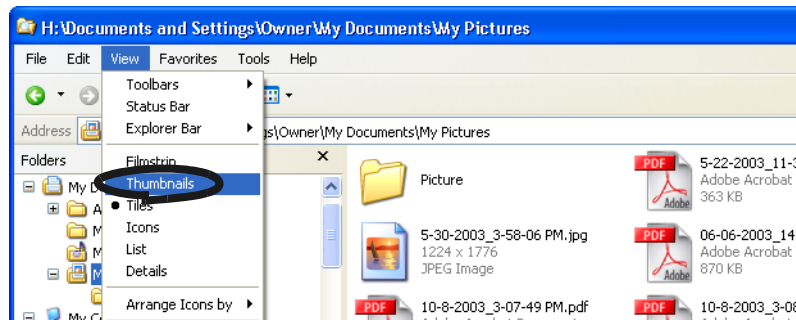 H:\Documents and Settings\Owner\My Documents\My Pictures
File Edit View Favorites Tools Help
Toolbars
Status Bar
Explorer Bar
Address
\Owner\My Documents\My Pictures
Folders
Filmstrip
Thumbnails
Tiles
Icons
List
Details
Arrange Icons by
My
Picture
5-30-2003_3-58-06 PM.jpg
1224 x 1776
JPEG Image
10-8-2003_3-07-49 PM.pdf
PDF
Adobe
5-22-2003_11-3
Adobe Acrobat
363 KB
PDF
Adobe
06-06-2003_14
Adobe Acrobat
870 KB
PDF
PDF
10-8-2003_3-08